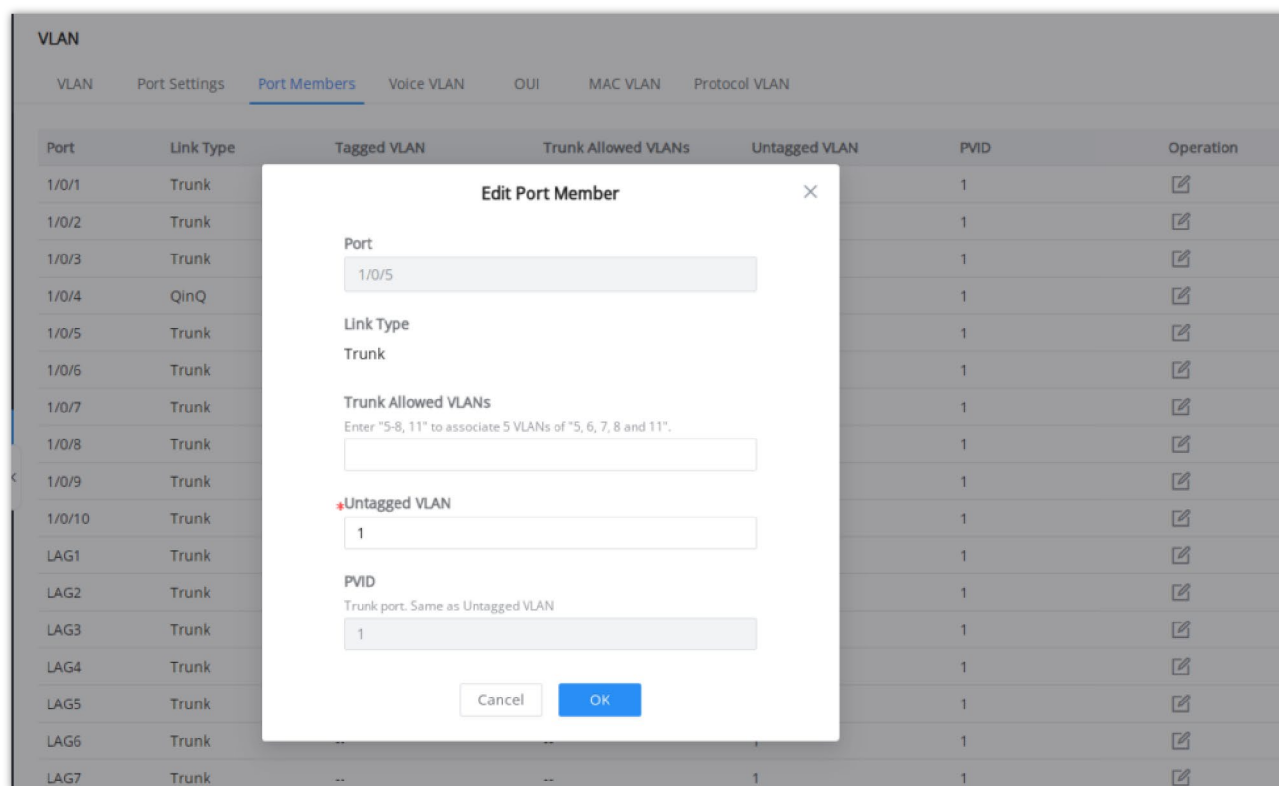 VLAN
VLAN Port Settings Port Members Voice VLAN OUI MAC VLAN Protocol VLAN
Port Link Type Tagged VLAN Trunk Allowed VLANs Untagged VLAN PVID Operation
1/0/1 Trunk 1
1/0/2 Trunk 1
1/0/3 Trunk 1
1/0/4 QinQ 1
1/0/5 Trunk 1
1/0/6 Trunk 1
1/0/7 Trunk 1
1/0/8 Trunk 1
1/0/9 Trunk 1
1/0/10 Trunk 1
LAG1 Trunk 1
LAG2 Trunk 1
LAG3 Trunk 1
LAG4 Trunk 1
LAG5 Trunk 1
LAG6 Trunk -- -- 1 1
LAG7 Trunk -- -- 1 1
Edit Port Member
Port
1/0/5
Link Type
Trunk
Trunk Allowed VLANs
Enter "5-8, 11" to associate 5 VLANs of "5, 6, 7, 8 and 11".
*Untagged VLAN
1
PVID
Trunk port. Same as Untagged VLAN
1
Cancel OK